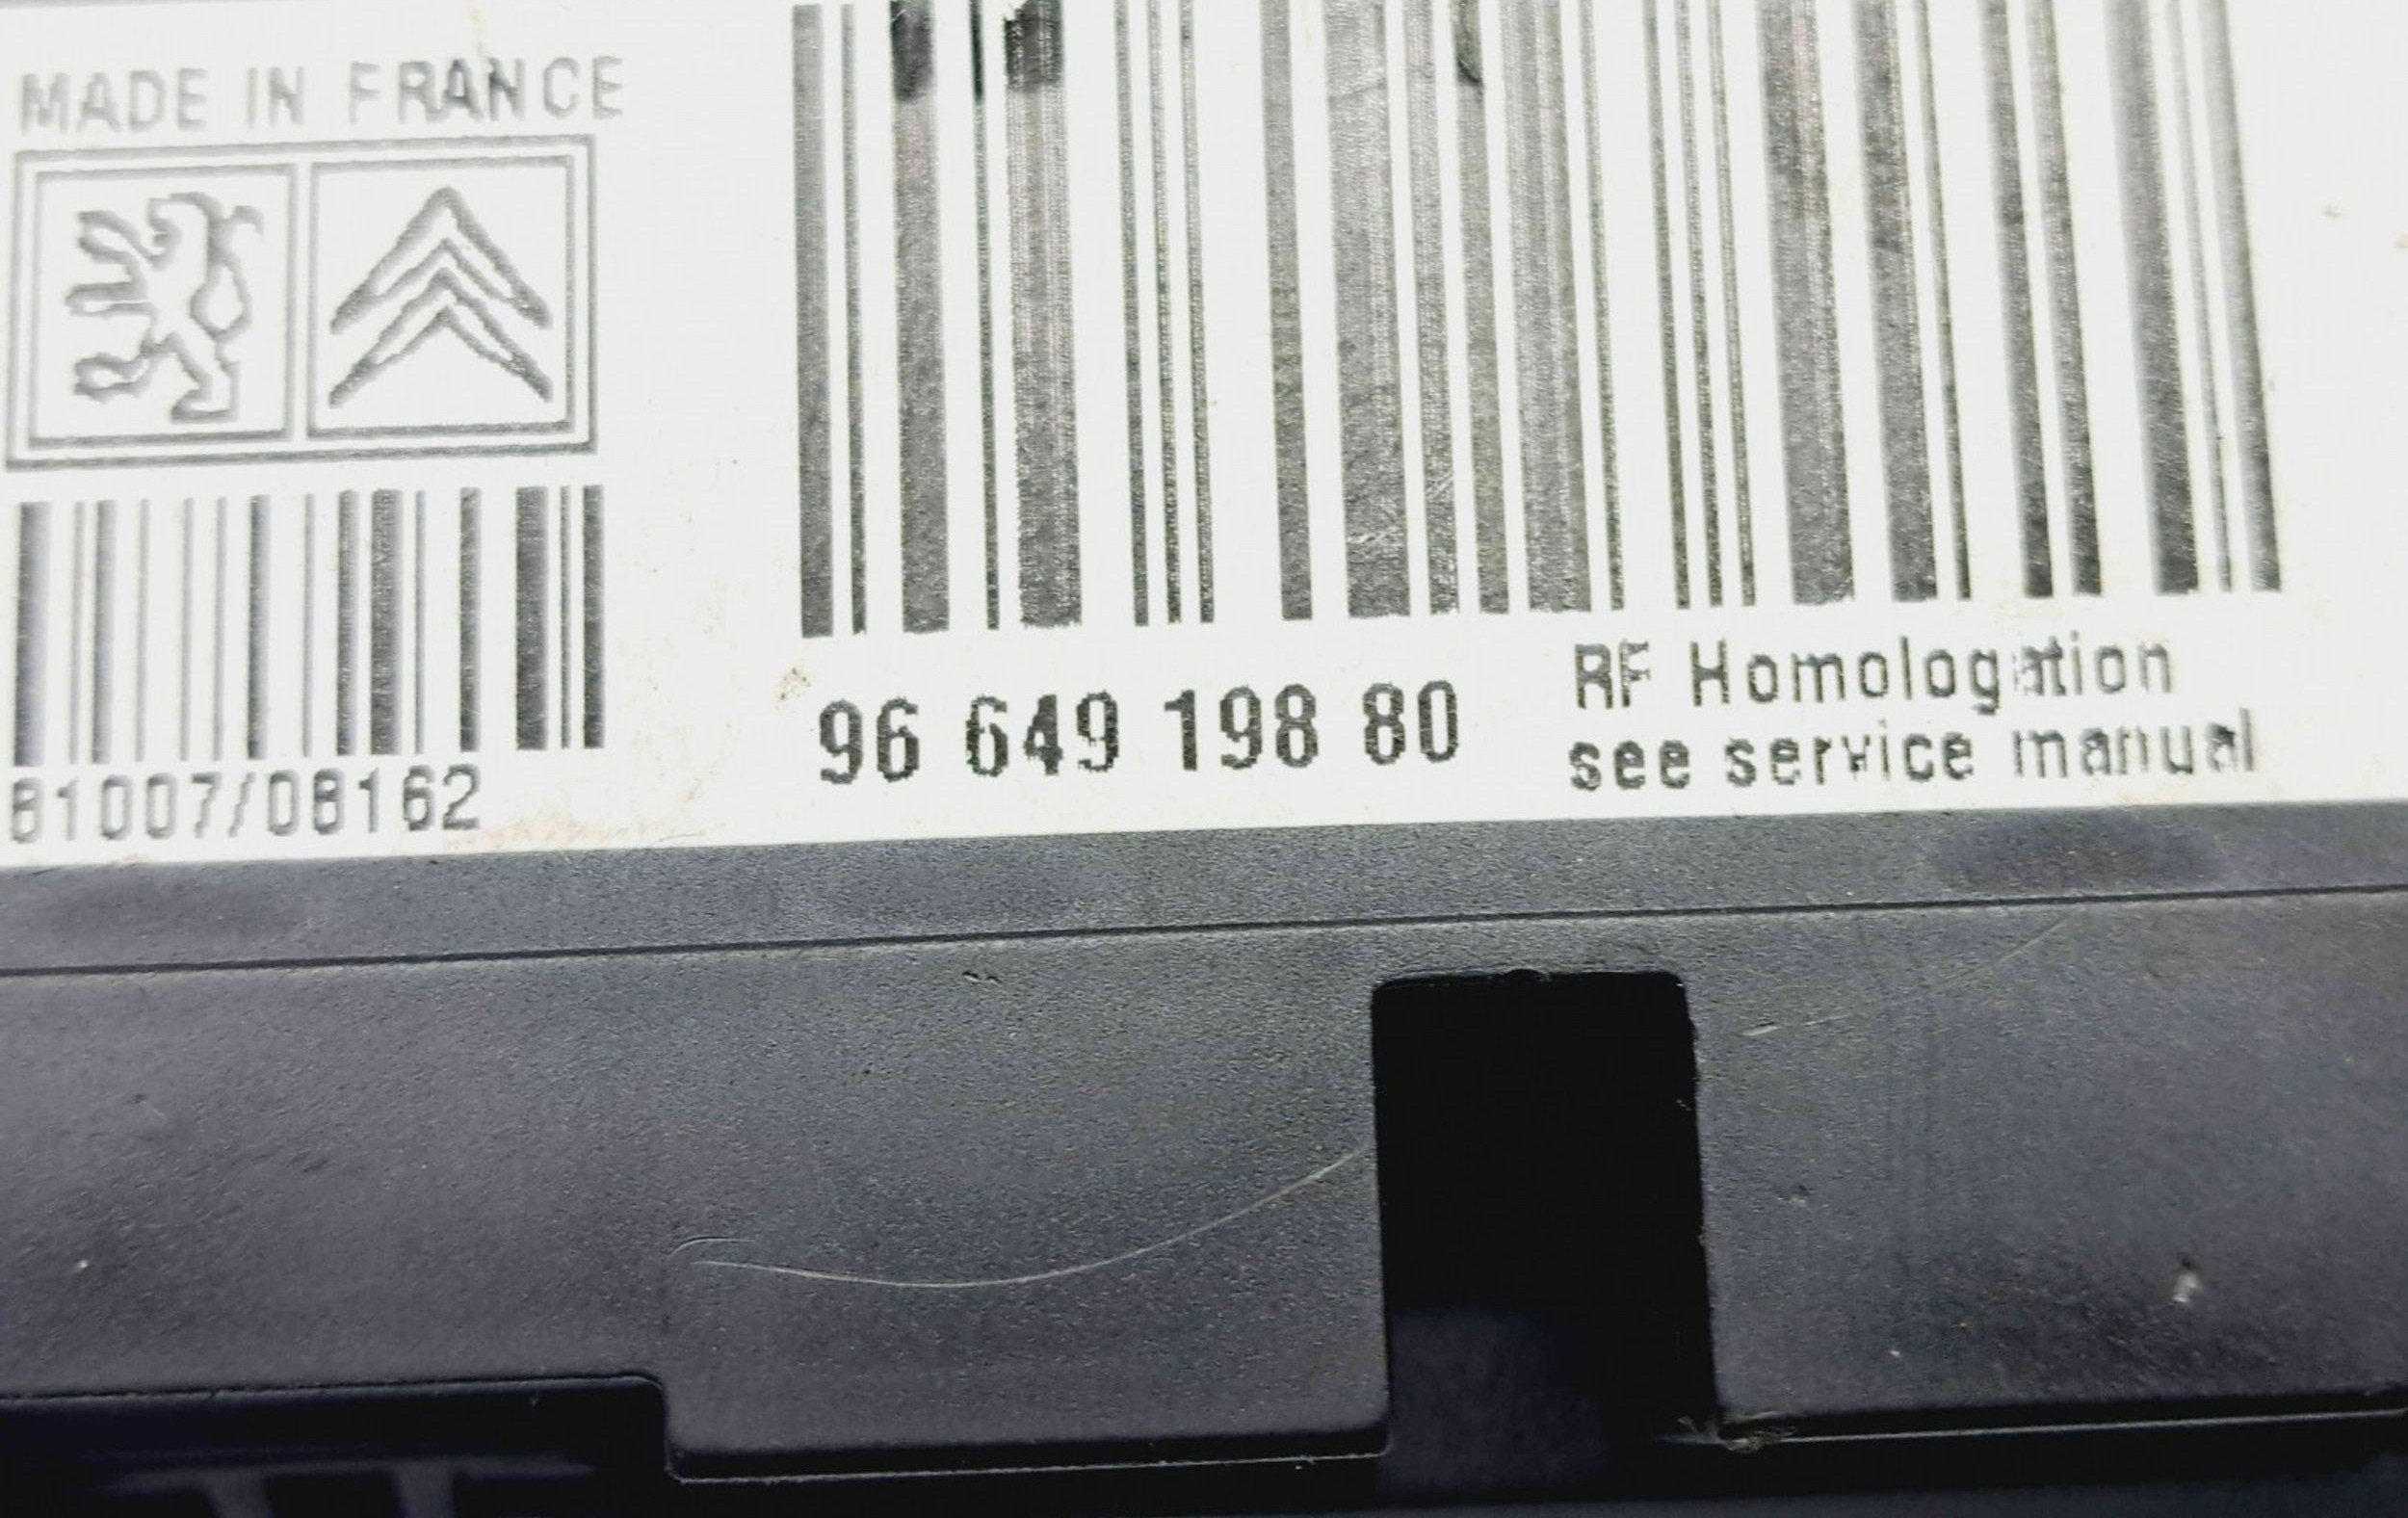 MADE IN FRANCE
81007/08162
96 649 198 80
RF Homologation
see service manual